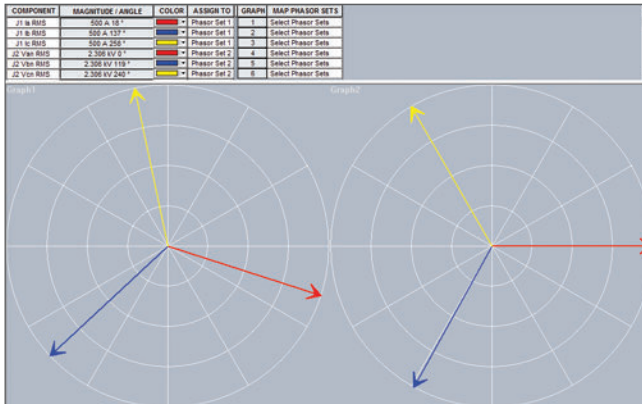 COMPONENT MAGNITUDE / ANGLE COLOR ASSIGN TO GRAPH MAP PHASOR SETS
J1 Ia RMS 500 A 18 ° Phasor Set 1 1 Select Phasor Sets
J1 Ib RMS 500 A 137 ° Phasor Set 1 2 Select Phasor Sets
J1 Ic RMS 500 A 258 ° Phasor Set 1 3 Select Phasor Sets
J2 Van RMS 2.306 kV 0 ° Phasor Set 2 4 Select Phasor Sets
J2 Vbn RMS 2.306 kV 119 ° Phasor Set 2 5 Select Phasor Sets
J2 Vcn RMS 2.306 kV 240 ° Phasor Set 2 6 Select Phasor Sets
Graph1 Graph2